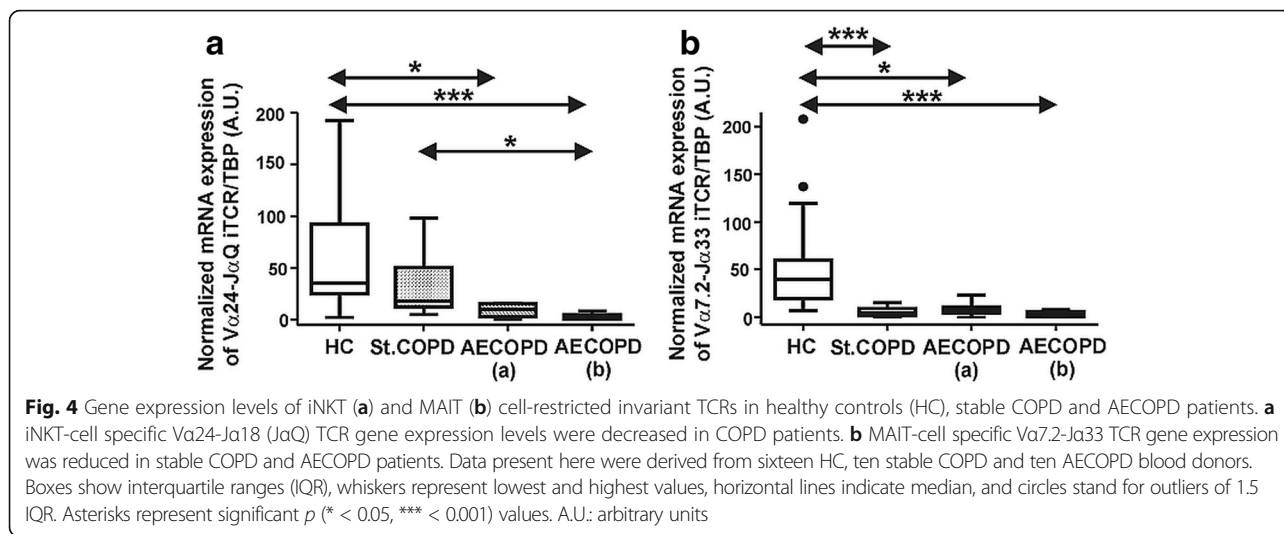 a
*
***
*
200
150
100
50
0
Normalized mRNA expression
of Vα24-JαQ iTCR/TBP (A.U.)
HC St.COPD AECOPD AECOPD
(a) (b)
b
***
*
***
200
150
100
50
0
Normalized mRNA expression
of Vα7.2-Jα33 iTCR/TBP (A.U.)
HC St.COPD AECOPD AECOPD
(a) (b)
Fig. 4 Gene expression levels of iNKT (a) and MAIT (b) cell-restricted invariant TCRs in healthy controls (HC), stable COPD and AECOPD patients. a
iNKT-cell specific Vα24-Jα18 (JαQ) TCR gene expression levels were decreased in COPD patients. b MAIT-cell specific Vα7.2-Jα33 TCR gene expression
was reduced in stable COPD and AECOPD patients. Data present here were derived from sixteen HC, ten stable COPD and ten AECOPD blood donors.
Boxes show interquartile ranges (IQR), whiskers represent lowest and highest values, horizontal lines indicate median, and circles stand for outliers of 1.5
IQR. Asterisks represent significant p (* < 0.05, *** < 0.001) values. A.U.: arbitrary units